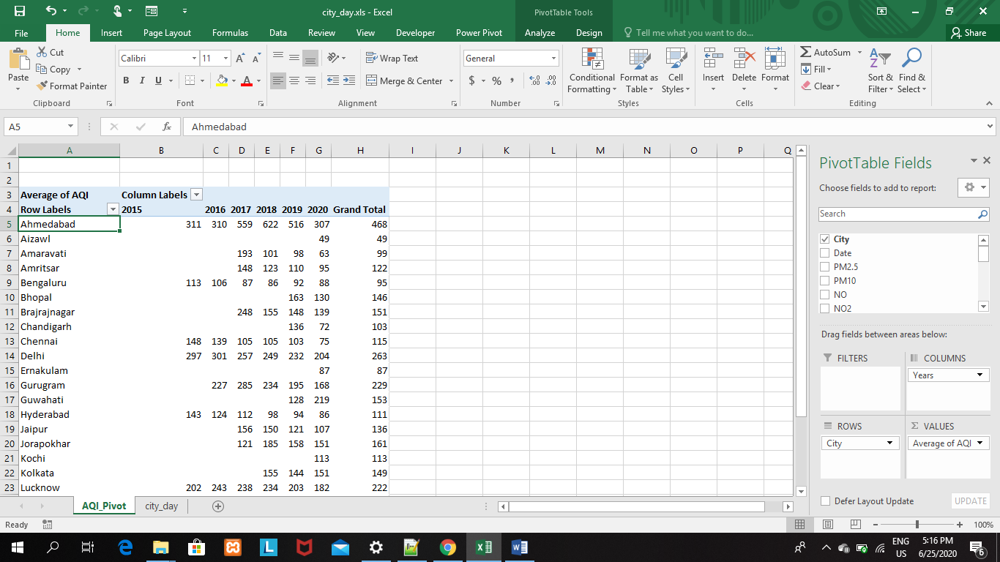 city_day.xls - Excel
PivotTable Tools
File Home Insert Page Layout Formulas Data Review View Developer Power Pivot Analyze Design Tell me what you want to do... Share
Paste
Cut
Copy
Format Painter
Clipboard
Calibri 11
B I U A
Font
Wrap Text
Merge & Center
Alignment
General
$ % ,
Number
Conditional Formatting
Format as Table
Cell Styles
Styles
Insert Delete Format
Cells
AutoSum
Fill
Clear
Sort & Filter
Find & Select
Editing
A5 fx Ahmedabad
A B C D E F G H I J K L M N O P Q
1
2
3 Average of AQI Column Labels
4 Row Labels 2015 2016 2017 2018 2019 2020 Grand Total
5 Ahmedabad 311 310 559 622 516 307 468
6 Aizawl 49 49
7 Amaravati 193 101 98 63 99
8 Amritsar 148 123 110 95 122
9 Bengaluru 113 106 87 86 92 88 95
10 Bhopal 163 130 146
11 Brajrajnagar 248 155 148 139 151
12 Chandigarh 136 72 103
13 Chennai 148 139 105 105 103 75 115
14 Delhi 297 301 257 249 232 204 263
15 Ernakulam 87 87
16 Gurugram 227 285 234 195 168 229
17 Guwahati 128 219 153
18 Hyderabad 143 124 112 98 94 86 111
19 Jaipur 156 150 121 107 136
20 Jorapokhar 121 185 158 151 161
21 Kochi 113 113
22 Kolkata 155 144 151 149
23 Lucknow 202 243 238 234 203 182 222
PivotTable Fields
Choose fields to add to report:
Search
City
Date
PM2.5
PM10
NO
NO2
Drag fields between areas below:
FILTERS
COLUMNS
Years
ROWS
City
VALUES
Average of AQI
Defer Layout Update UPDATE
AQI_Pivot city_day
Ready 100%
ENG
US
5:16 PM
6/25/2020
6